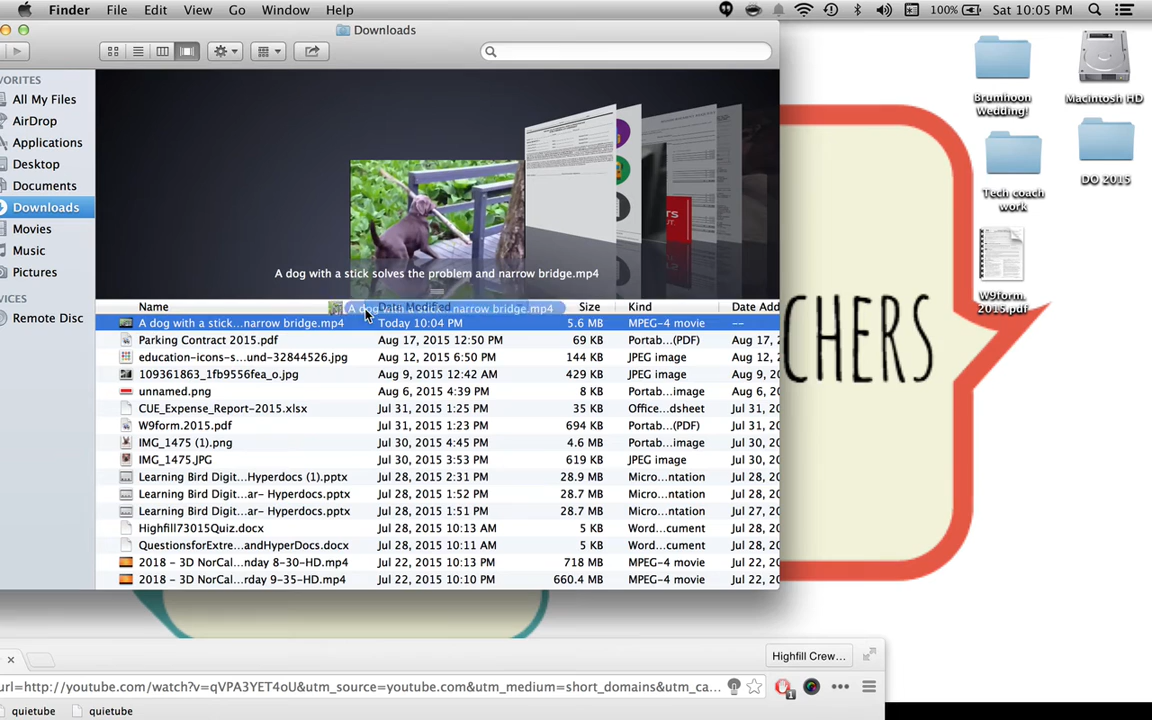 Finder File Edit View Go Window Help 100% Sat 10:05 PM
Downloads
All My Files
AirDrop
Applications
Desktop
Documents
Downloads
Movies
Music
Pictures
Remote Disc
A dog with a stick solves the problem and narrow bridge.mp4
Name Date Modified Size Kind Date Add
A dog with a stick...narrow bridge.mp4 Today 10:04 PM 5.6 MB MPEG-4 movie --
Parking Contract 2015.pdf Aug 17, 2015 12:50 PM 69 KB Portab...(PDF) Aug 17,
education-icons-s...und-32844526.jpg Aug 12, 2015 6:50 PM 144 KB JPEG image Aug 12,
109361863_1fb9556fea_o.jpg Aug 9, 2015 12:42 AM 429 KB JPEG image Aug 9, 2
unnamed.png Aug 6, 2015 4:39 PM 8 KB Portab...image Aug 6, 2
CUE_Expense_Report-2015.xlsx Jul 31, 2015 1:25 PM 35 KB Office...dsheet Jul 31, 20
W9form.2015.pdf Jul 31, 2015 1:23 PM 694 KB Portab...(PDF) Jul 31, 20
IMG_1475 (1).png Jul 30, 2015 4:45 PM 4.6 MB Portab...image Jul 30, 20
IMG_1475.JPG Jul 30, 2015 3:53 PM 619 KB JPEG image Jul 30, 20
Learning Bird Digit...Hyperdocs (1).pptx Jul 28, 2015 2:31 PM 28.9 MB Micro...ntation Jul 28, 20
Learning Bird Digit...ar- Hyperdocs.pptx Jul 28, 2015 1:52 PM 28.7 MB Micro...ntation Jul 28, 20
Learning Bird Digit...ar- Hyperdocs.pptx Jul 28, 2015 1:51 PM 28.7 MB Micro...ntation Jul 27, 20
Highfill73015Quiz.docx Jul 28, 2015 10:13 AM 5 KB Word...cument Jul 28, 20
QuestionsforExtre...andHyperDocs.docx Jul 28, 2015 10:11 AM 5 KB Word...cument Jul 28, 20
2018 - 3D NorCal...nday 8-30-HD.mp4 Jul 22, 2015 10:13 PM 718 MB MPEG-4 movie Jul 22, 20
2018 - 3D NorCal...rday 9-35-HD.mp4 Jul 22, 2015 10:10 PM 660.4 MB MPEG-4 movie Jul 22, 20
Brumhoon
Wedding!
Macintosh HD
Tech coach
work
DO 2015
W9form.
2015.pdf
CHERS
Highfill Crew...
url=http://youtube.com/watch?v=qVPA3YET4oU&utm_source=youtube.com&utm_medium=short_domains&utm_ca...
quietube quietube